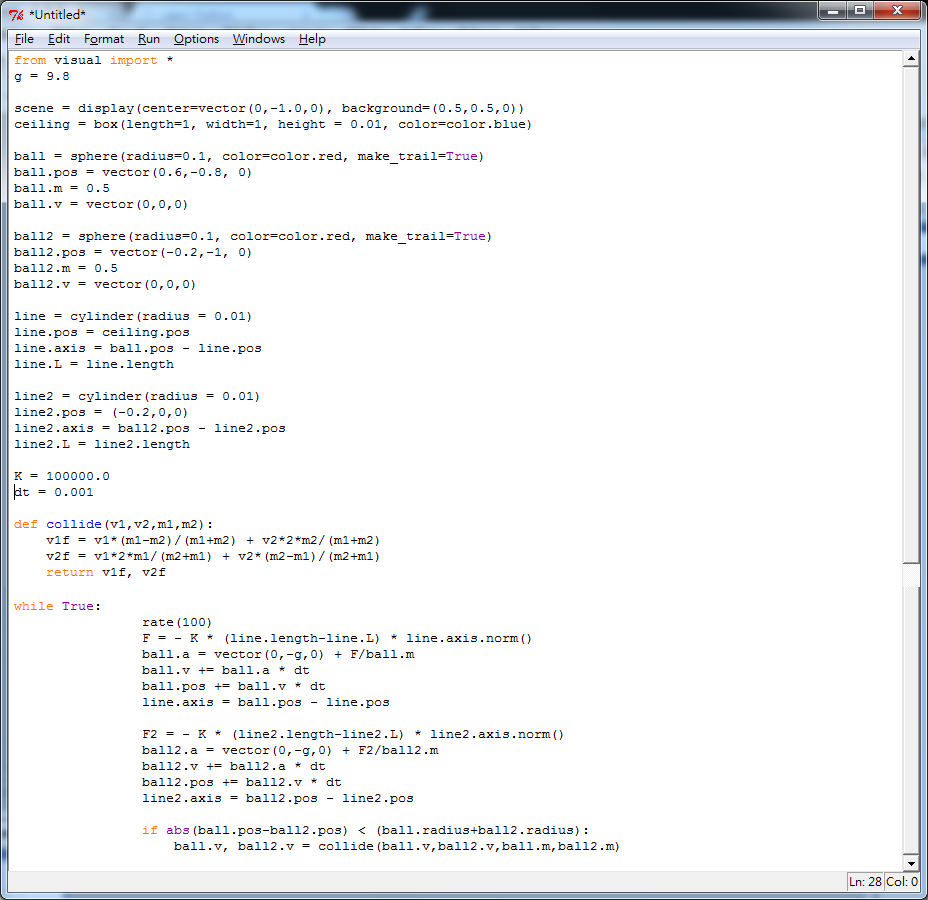 *Untitled*
File Edit Format Run Options Windows Help
from visual import *
g = 9.8
scene = display(center=vector(0,-1.0,0), background=(0.5,0.5,0))
ceiling = box(length=1, width=1, height = 0.01, color=color.blue)
ball = sphere(radius=0.1, color=color.red, make_trail=True)
ball.pos = vector(0.6,-0.8, 0)
ball.m = 0.5
ball.v = vector(0,0,0)
ball2 = sphere(radius=0.1, color=color.red, make_trail=True)
ball2.pos = vector(-0.2,-1, 0)
ball2.m = 0.5
ball2.v = vector(0,0,0)
line = cylinder(radius = 0.01)
line.pos = ceiling.pos
line.axis = ball.pos - line.pos
line.L = line.length
line2 = cylinder(radius = 0.01)
line2.pos = (-0.2,0,0)
line2.axis = ball2.pos - line2.pos
line2.L = line2.length
K = 100000.0
dt = 0.001
def collide(v1,v2,m1,m2):
    v1f = v1*(m1-m2)/(m1+m2) + v2*2*m2/(m1+m2)
    v2f = v1*2*m1/(m2+m1) + v2*(m2-m1)/(m2+m1)
    return v1f, v2f
while True:
                rate(100)
                F = - K * (line.length-line.L) * line.axis.norm()
                ball.a = vector(0,-g,0) + F/ball.m
                ball.v += ball.a * dt
                ball.pos += ball.v * dt
                line.axis = ball.pos - line.pos
                F2 = - K * (line2.length-line2.L) * line2.axis.norm()
                ball2.a = vector(0,-g,0) + F2/ball2.m
                ball2.v += ball2.a * dt
                ball2.pos += ball2.v * dt
                line2.axis = ball2.pos - line2.pos
                if abs(ball.pos-ball2.pos) < (ball.radius+ball2.radius):
                    ball.v, ball2.v = collide(ball.v,ball2.v,ball.m,ball2.m)
Ln: 28 Col: 0